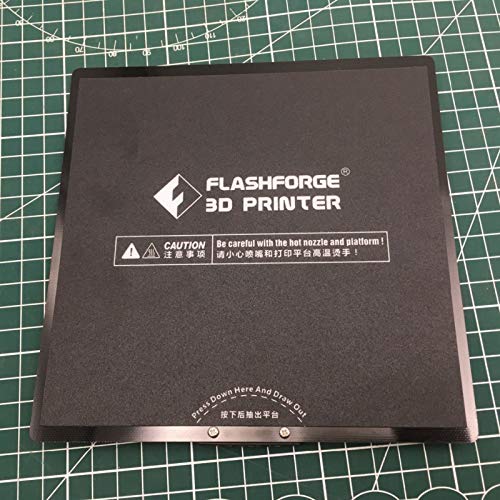 FLASHFORGE®
3D PRINTER
CAUTION
注意事项
Be careful with the hot nozzle and platform !
请小心喷嘴和打印平台高温烫手！
Press Down Here And Draw Out
按下后抽出平台